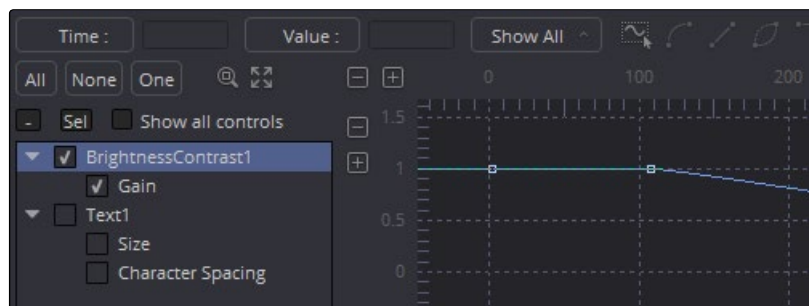 Time : Value : Show All
All None One 0 100 200
- Sel Show all controls 1.5
BrightnessContrast1 1
Gain
Text1 0.5
Size
Character Spacing 0